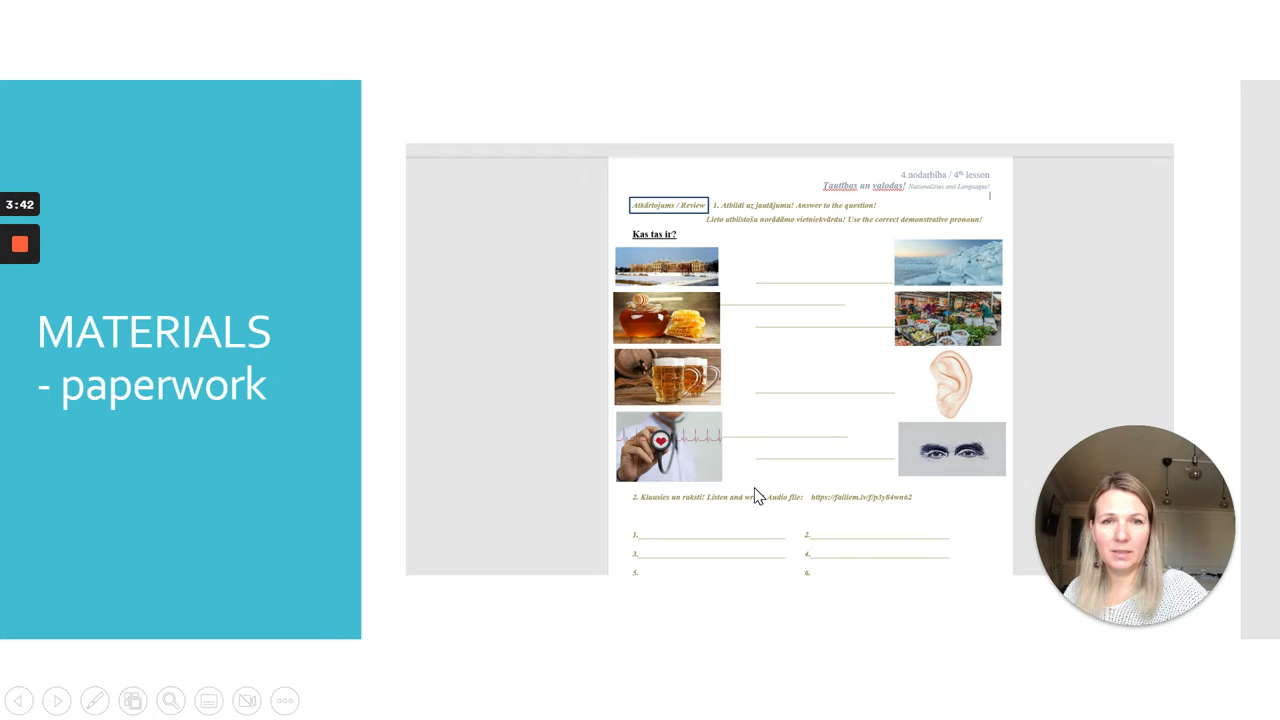 3:42
MATERIALS
- paperwork
4.nodarbība / 4th lesson
Tautības un valodas! Nationalities and Languages!
Atkārtojums / Review 1. Atbildi uz jautājumu! Answer to the question!
Lieto atbilstošu norādāmo vietniekvārdu! Use the correct demonstrative pronoun!
Kas tas ir?
2. Klausies un raksti! Listen and wr Audio file: https://failiem.lv/f/p3y84wn62
1. 2.
3. 4.
5. 6.